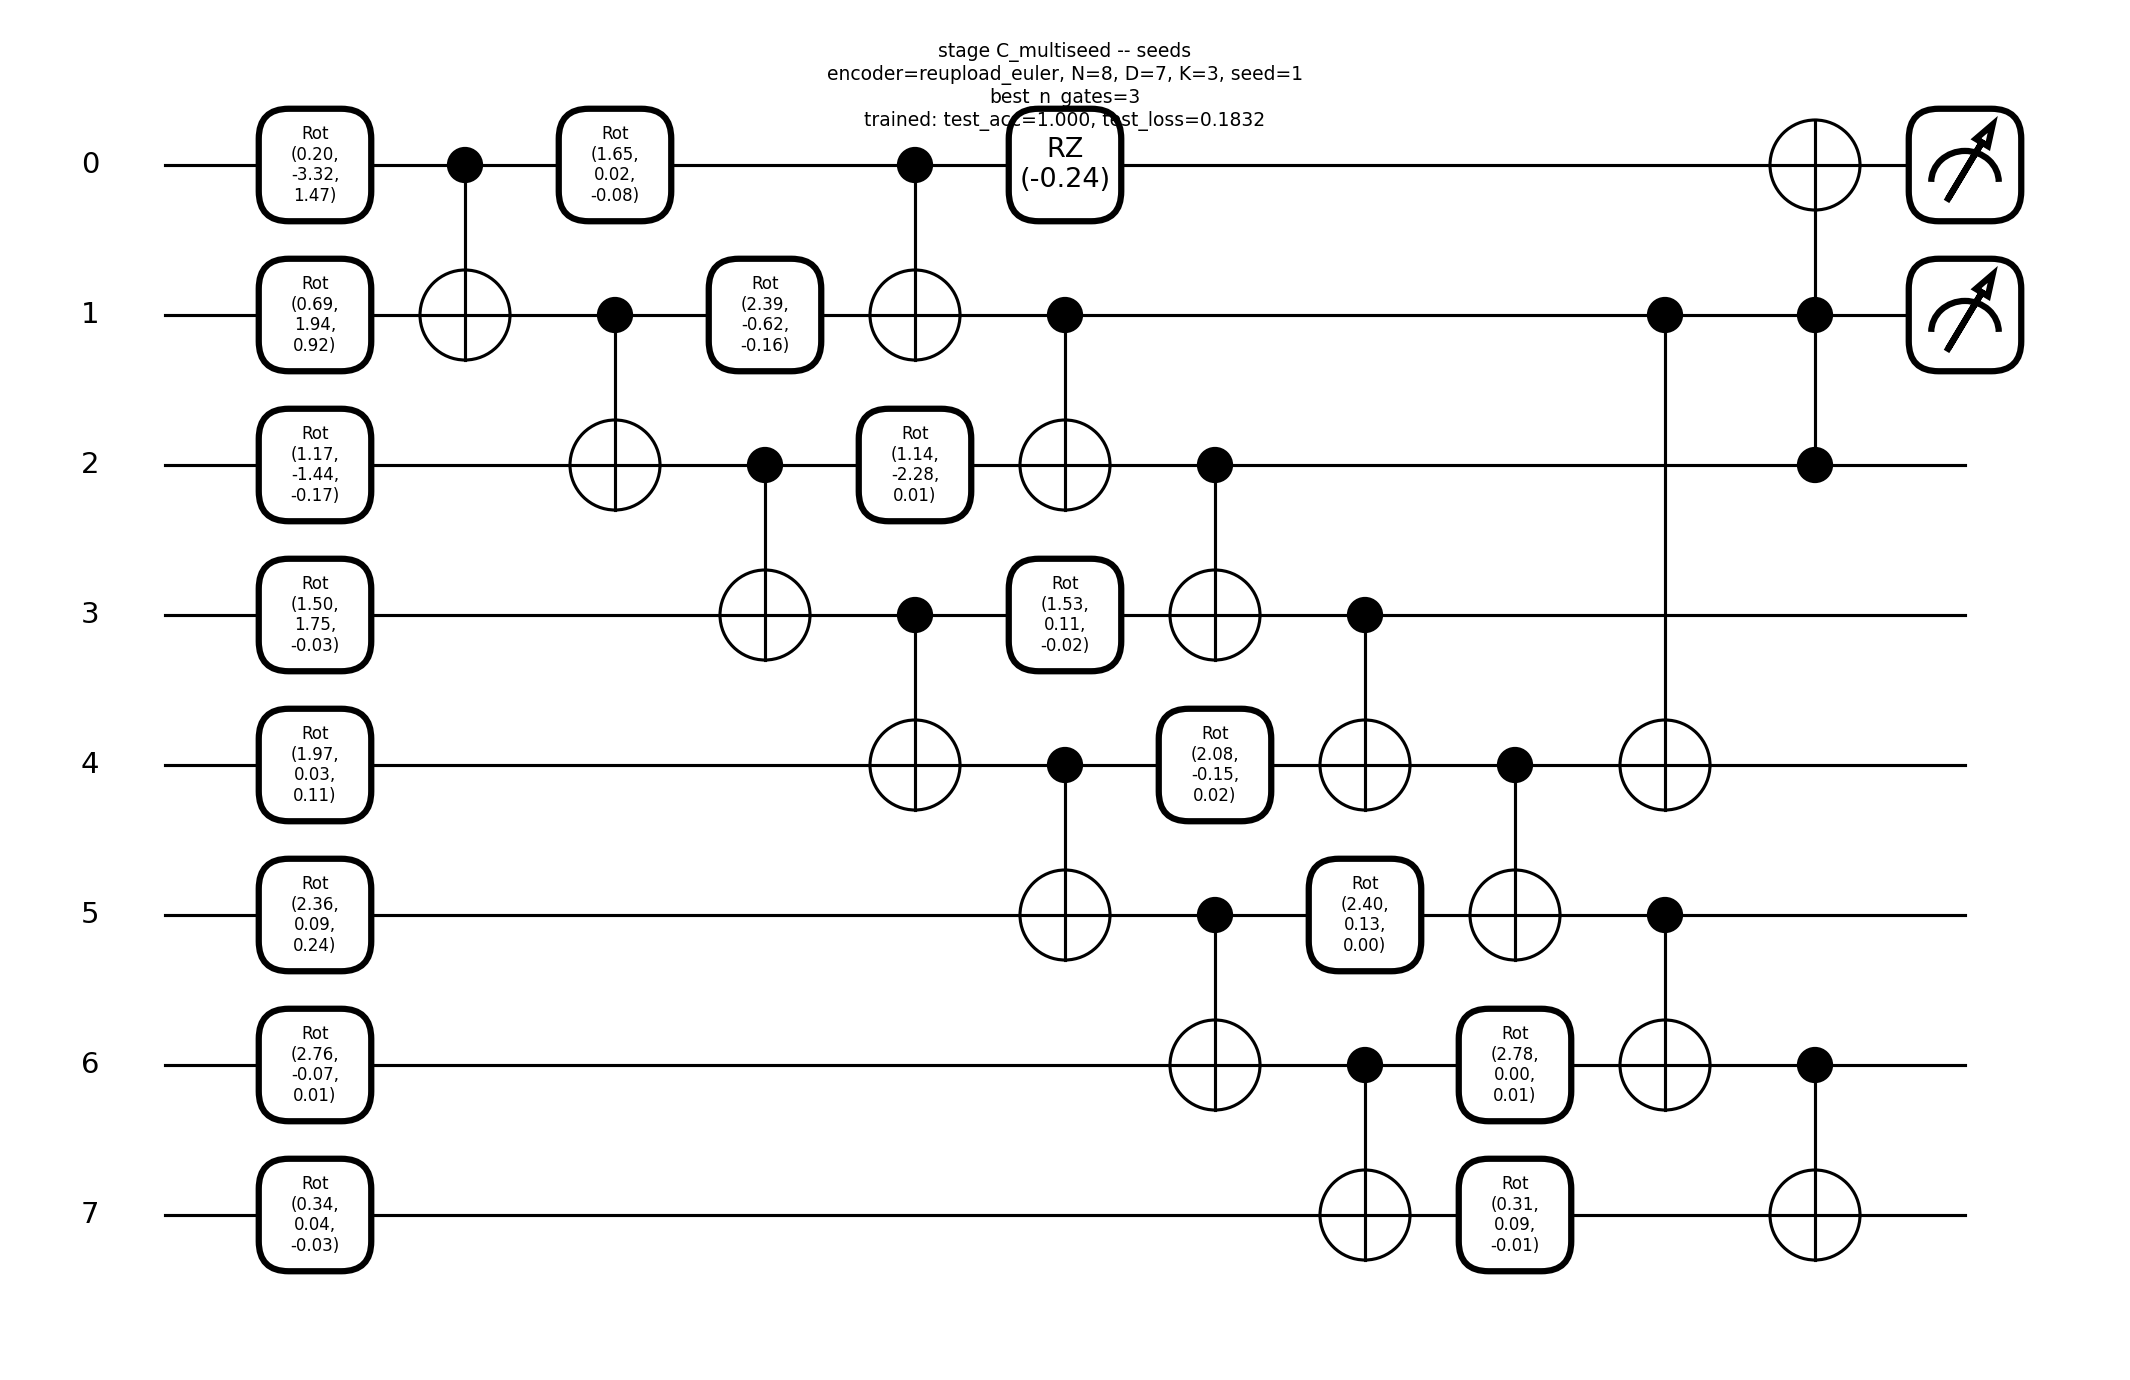 stage C_multiseed -- seeds
encoder=reupload_euler, N=8, D=7, K=3, seed=1
best_n_gates=3
trained: test_acc=1.000, test_loss=0.1832
0
Rot
(0.20,
-3.32,
1.47)
Rot
(1.65,
0.02,
-0.08)
RZ
(-0.24)
1
Rot
(0.69,
1.94,
0.92)
Rot
(2.39,
-0.62,
-0.16)
2
Rot
(1.17,
-1.44,
-0.17)
Rot
(1.14,
-2.28,
0.01)
3
Rot
(1.50,
1.75,
-0.03)
Rot
(1.53,
0.11,
-0.02)
4
Rot
(1.97,
0.03,
0.11)
Rot
(2.08,
-0.15,
0.02)
5
Rot
(2.36,
0.09,
0.24)
Rot
(2.40,
0.13,
0.00)
6
Rot
(2.76,
-0.07,
0.01)
Rot
(2.78,
0.00,
0.01)
7
Rot
(0.34,
0.04,
-0.03)
Rot
(0.31,
0.09,
-0.01)